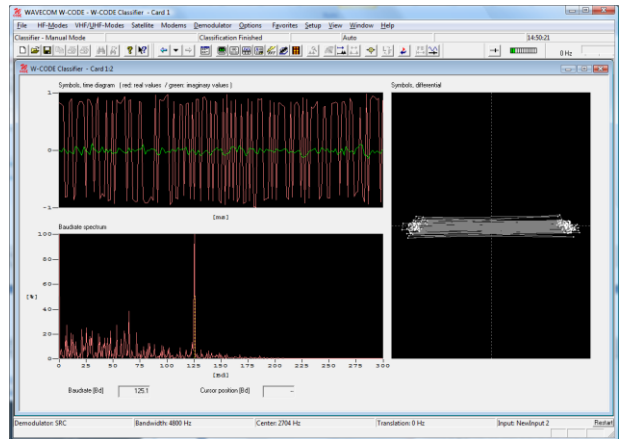 WAVECOM W-CODE - W-CODE Classifier - Card 1
File HF-Modes VHF/UHF-Modes Satellite Modems Demodulator Options Favorites Setup View Window Help
Classifier - Manual Mode Classification Finished Auto 14:50:21
0 Hz
W-CODE Classifier - Card 1:2
Symbols, time diagram (red: real values / green: imaginary values) Symbols, differential
1
0
-1
[ms]
Baudrate spectrum
100
80
60
[%]
40
20
0
0 25 50 75 100 125 150 175 200 225 250 275 300
[Bd]
Baudrate [Bd] 125.1 Cursor position [Bd] --
Demodulator: SRC Bandwidth: 4800 Hz Center: 2704 Hz Translation: 0 Hz Input: NewInput 2 Restart